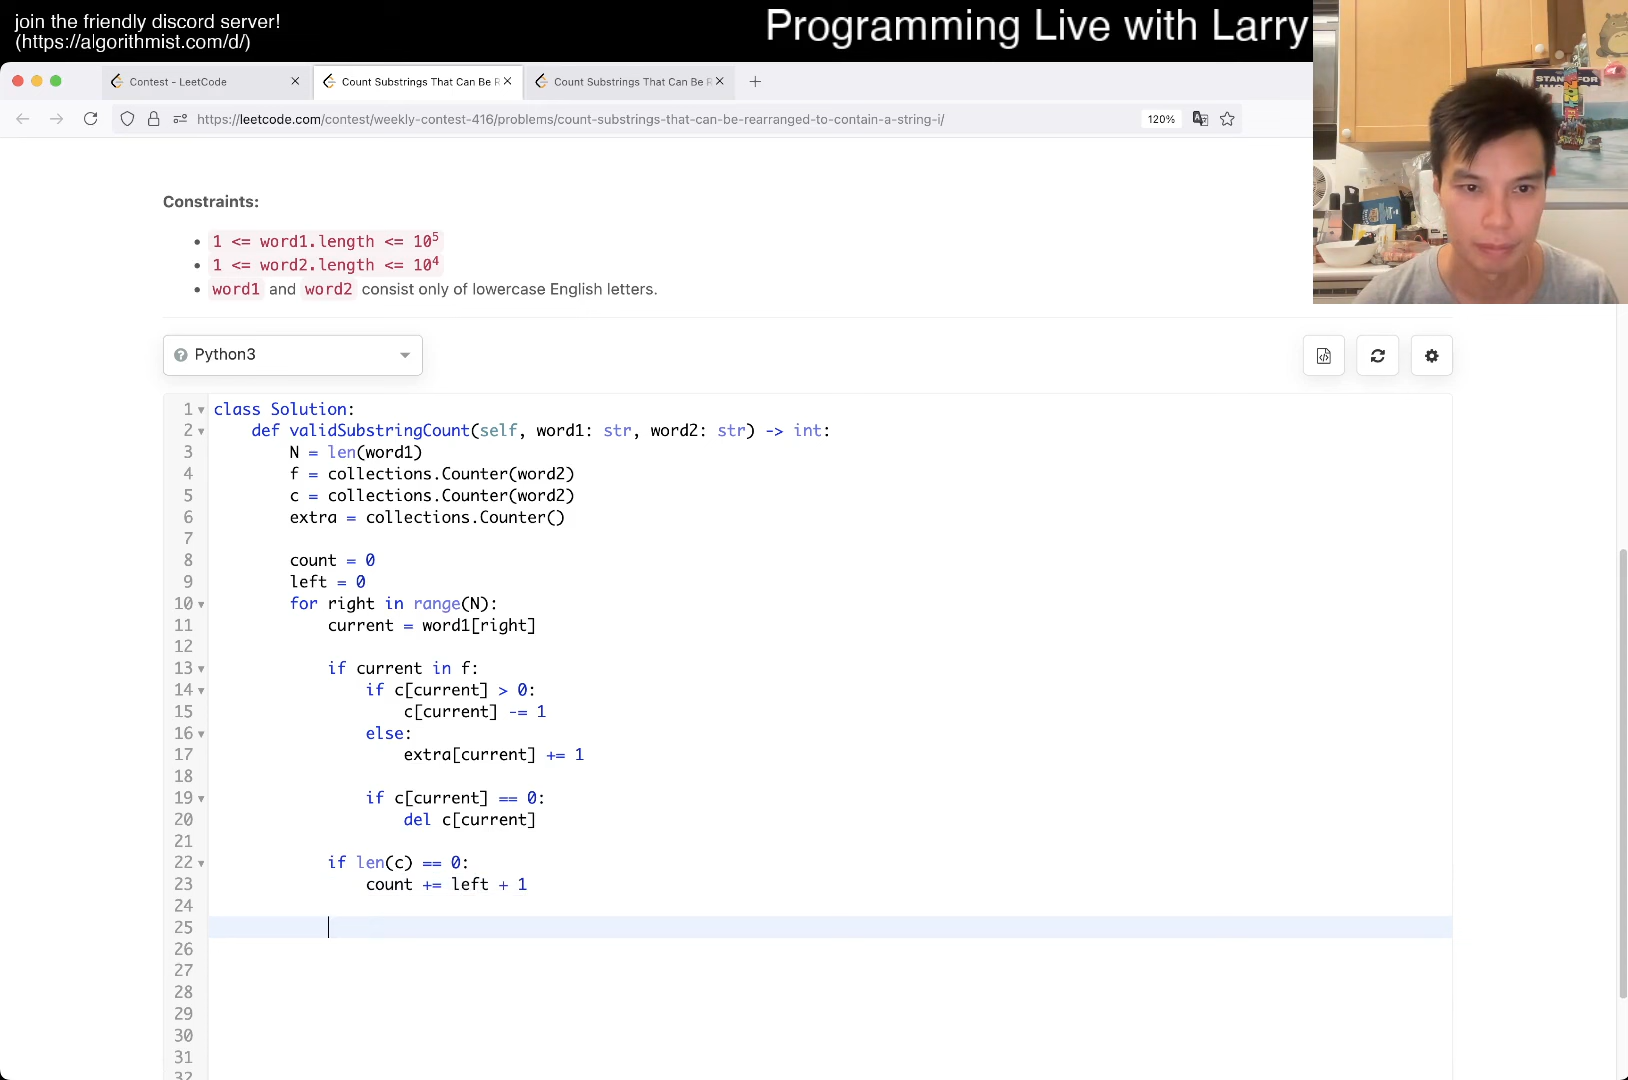 join the friendly discord server!
(https://algorithmist.com/d/)
Programming Live with Larry
Contest - LeetCode
Count Substrings That Can Be R
Count Substrings That Can Be R
https://leetcode.com/contest/weekly-contest-416/problems/count-substrings-that-can-be-rearranged-to-contain-a-string-i/
120%
Constraints:
1 <= word1.length <= 10^5
1 <= word2.length <= 10^4
word1 and word2 consist only of lowercase English letters.
Python3
1 class Solution:
2     def validSubstringCount(self, word1: str, word2: str) -> int:
3         N = len(word1)
4         f = collections.Counter(word2)
5         c = collections.Counter(word2)
6         extra = collections.Counter()
7
8         count = 0
9         left = 0
10         for right in range(N):
11             current = word1[right]
12
13             if current in f:
14                 if c[current] > 0:
15                     c[current] -= 1
16                 else:
17                     extra[current] += 1
18
19                 if c[current] == 0:
20                     del c[current]
21
22             if len(c) == 0:
23                 count += left + 1
24
25
26
27
28
29
30
31
32